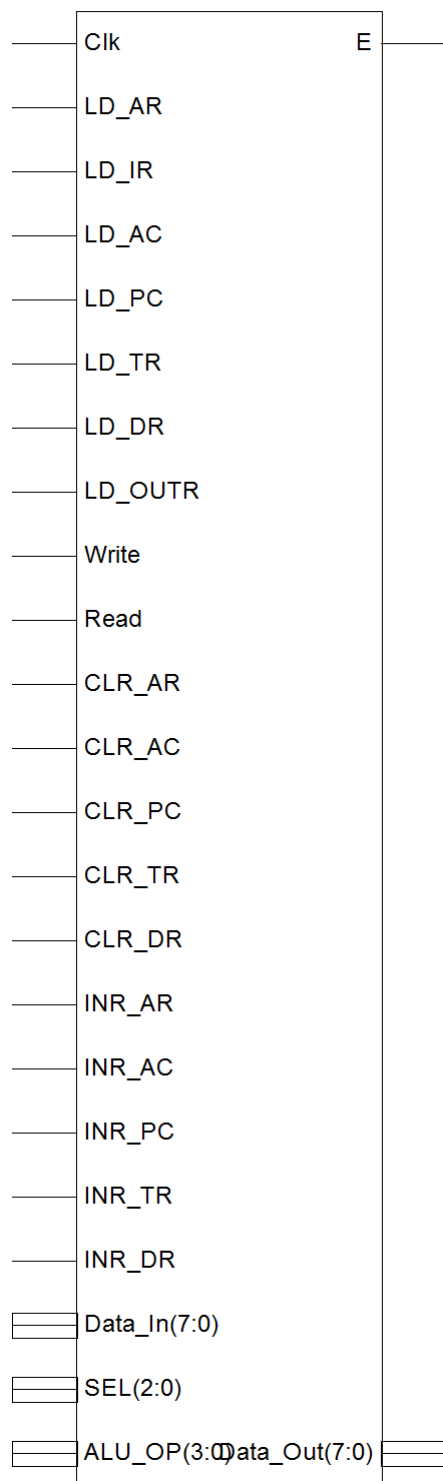 Clk E
LD_AR
LD_IR
LD_AC
LD_PC
LD_TR
LD_DR
LD_OUTR
Write
Read
CLR_AR
CLR_AC
CLR_PC
CLR_TR
CLR_DR
INR_AR
INR_AC
INR_PC
INR_TR
INR_DR
Data_In(7:0)
SEL(2:0)
ALU_OP(3:0) Data_Out(7:0)